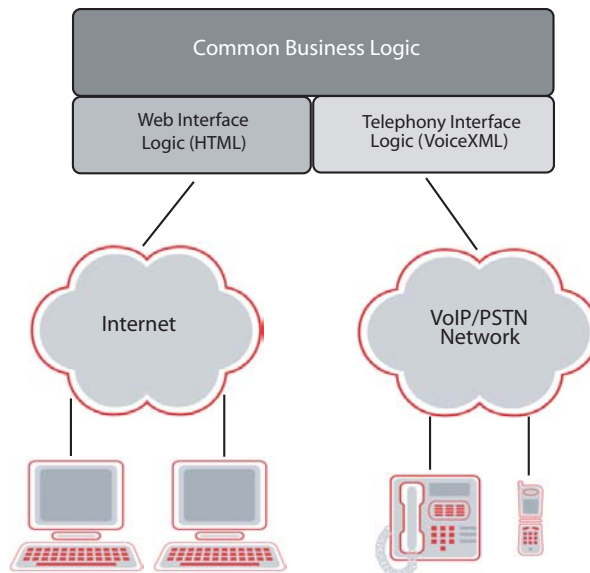 Common Business Logic
Web Interface
Logic (HTML)
Telephony Interface
Logic (VoiceXML)
Internet
VoIP/PSTN
Network